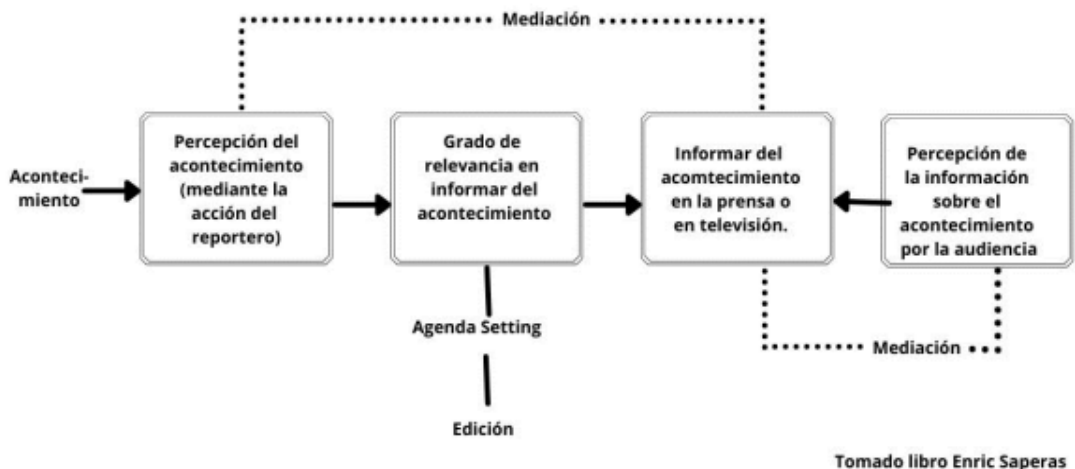 Mediación
Aconteci-
miento
Percepción del
acontecimiento
(mediante la
acción del
reportero)
Grado de
relevancia en
informar del
acontecimiento
Informar del
acomtecimiento
en la prensa o
en televisión.
Percepción de
la información
sobre el
acontecimiento
por la audiencia
Agenda Setting
Mediación
Edición
Tomado libro Enric Saperas